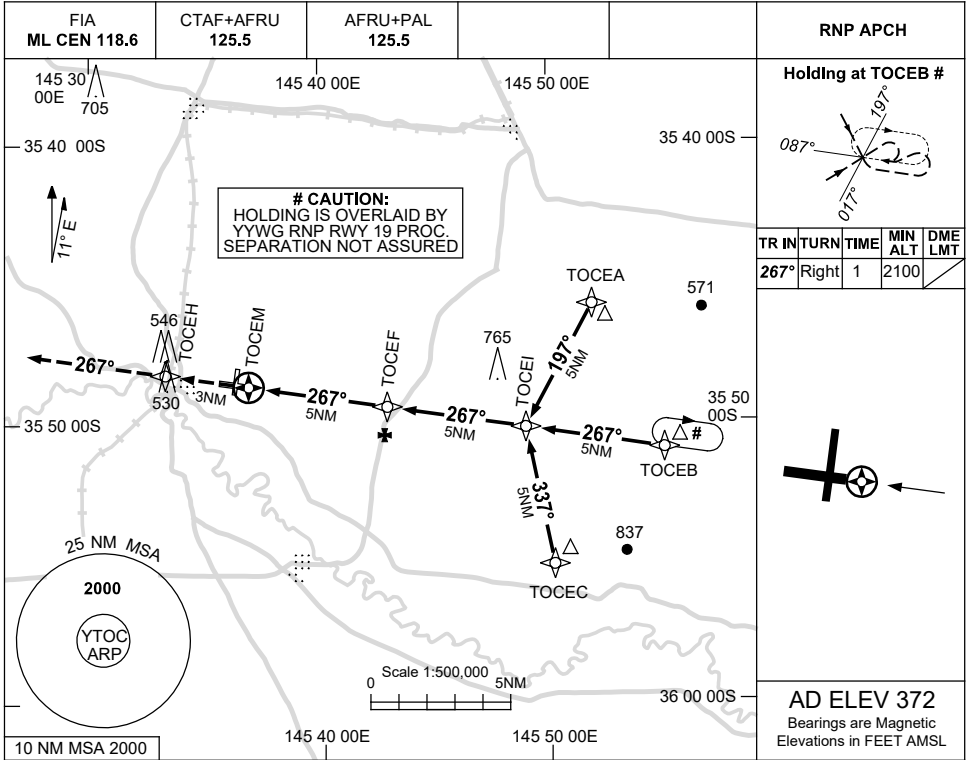 FIA
ML CEN 118.6
CTAF+AFRU
125.5
AFRU+PAL
125.5
RNP APCH
145 30
00E
705
145 40 00E
145 50 00E
35 40 00S
35 40 00S
11° E
# CAUTION:
HOLDING IS OVERLAID BY
YYWG RNP RWY 19 PROC.
SEPARATION NOT ASSURED
Holding at TOCEB #
197°
087°
017°
TR IN
TURN
TIME
MIN
ALT
DME
LMT
267°
Right
1
2100
TOCEA
571
546
TOCEH
TOCEM
TOCEF
765
TOCEI
197°
5NM
267°
530
3NM
267°
5NM
267°
5NM
267°
5NM
#
TOCEB
35 50
00S
35 50 00S
337°
5NM
837
TOCEC
25 NM MSA
2000
YTOC
ARP
Scale 1:500,000
0
5NM
36 00 00S
10 NM MSA 2000
145 40 00E
145 50 00E
AD ELEV 372
Bearings are Magnetic
Elevations in FEET AMSL